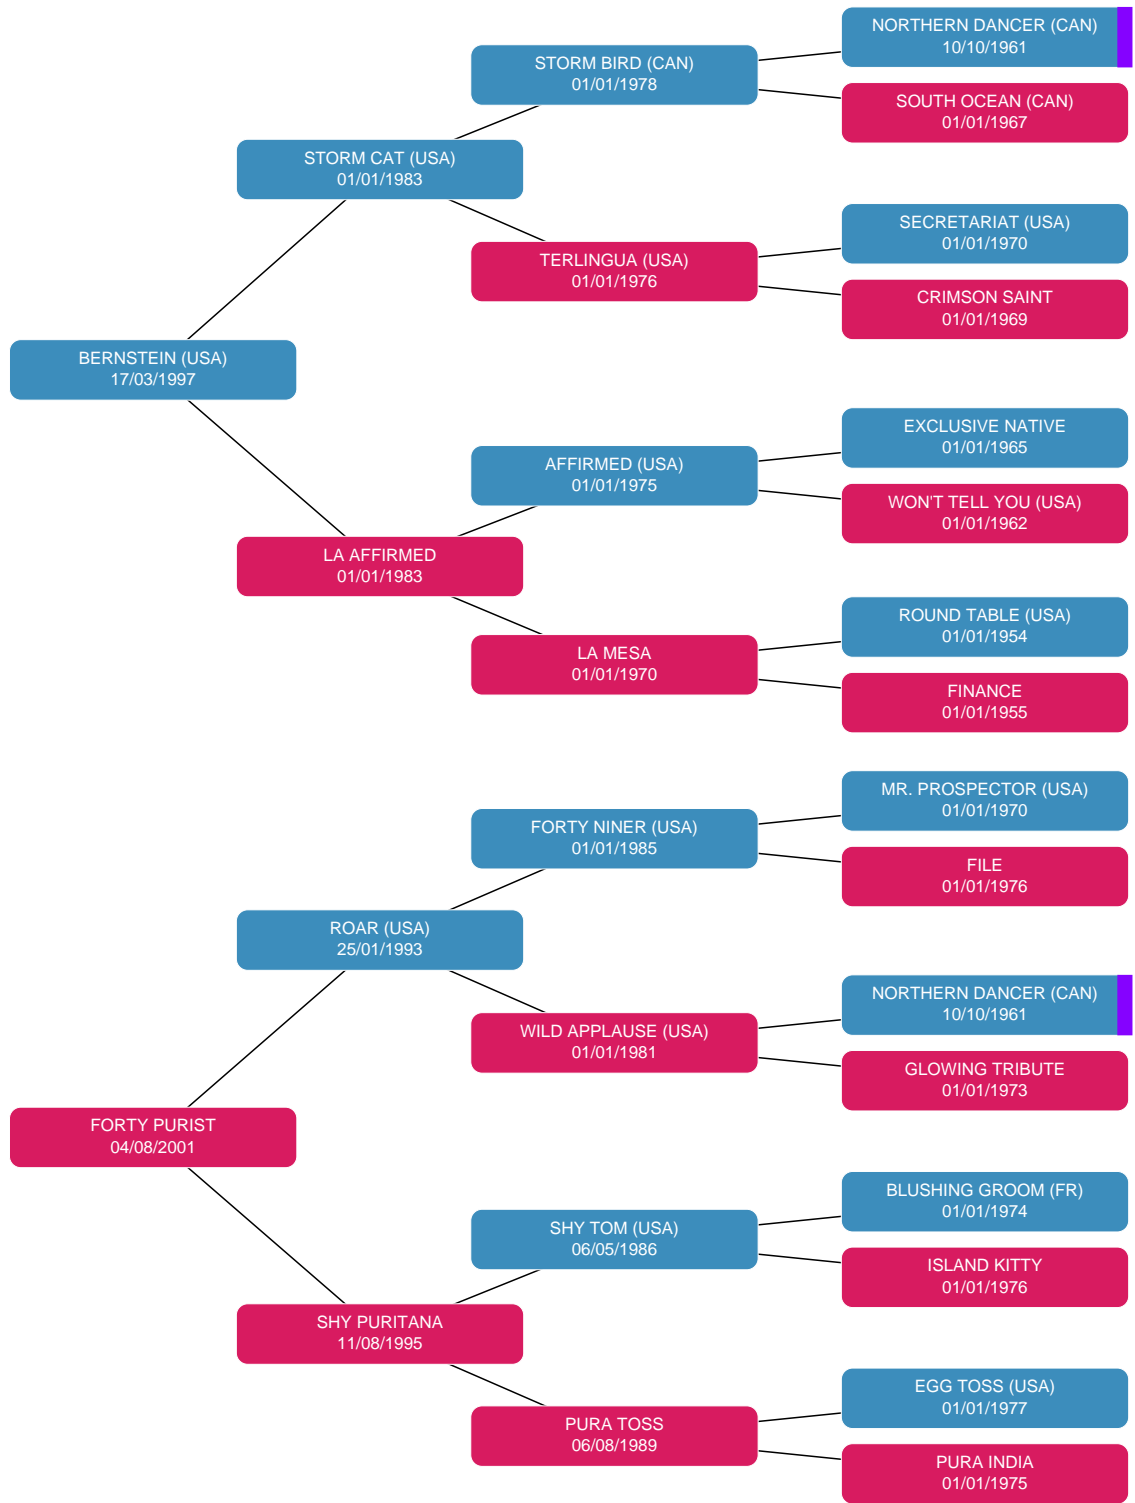 NORTHERN DANCER (CAN)
10/10/1961
STORM BIRD (CAN)
01/01/1978
SOUTH OCEAN (CAN)
01/01/1967
STORM CAT (USA)
01/01/1983
SECRETARIAT (USA)
01/01/1970
TERLINGUA (USA)
01/01/1976
CRIMSON SAINT
01/01/1969
BERNSTEIN (USA)
17/03/1997
EXCLUSIVE NATIVE
01/01/1965
AFFIRMED (USA)
01/01/1975
WON'T TELL YOU (USA)
01/01/1962
LA AFFIRMED
01/01/1983
ROUND TABLE (USA)
01/01/1954
LA MESA
01/01/1970
FINANCE
01/01/1955
MR. PROSPECTOR (USA)
01/01/1970
FORTY NINER (USA)
01/01/1985
FILE
01/01/1976
ROAR (USA)
25/01/1993
NORTHERN DANCER (CAN)
10/10/1961
WILD APPLAUSE (USA)
01/01/1981
GLOWING TRIBUTE
01/01/1973
FORTY PURIST
04/08/2001
BLUSHING GROOM (FR)
01/01/1974
SHY TOM (USA)
06/05/1986
ISLAND KITTY
01/01/1976
SHY PURITANA
11/08/1995
EGG TOSS (USA)
01/01/1977
PURA TOSS
06/08/1989
PURA INDIA
01/01/1975